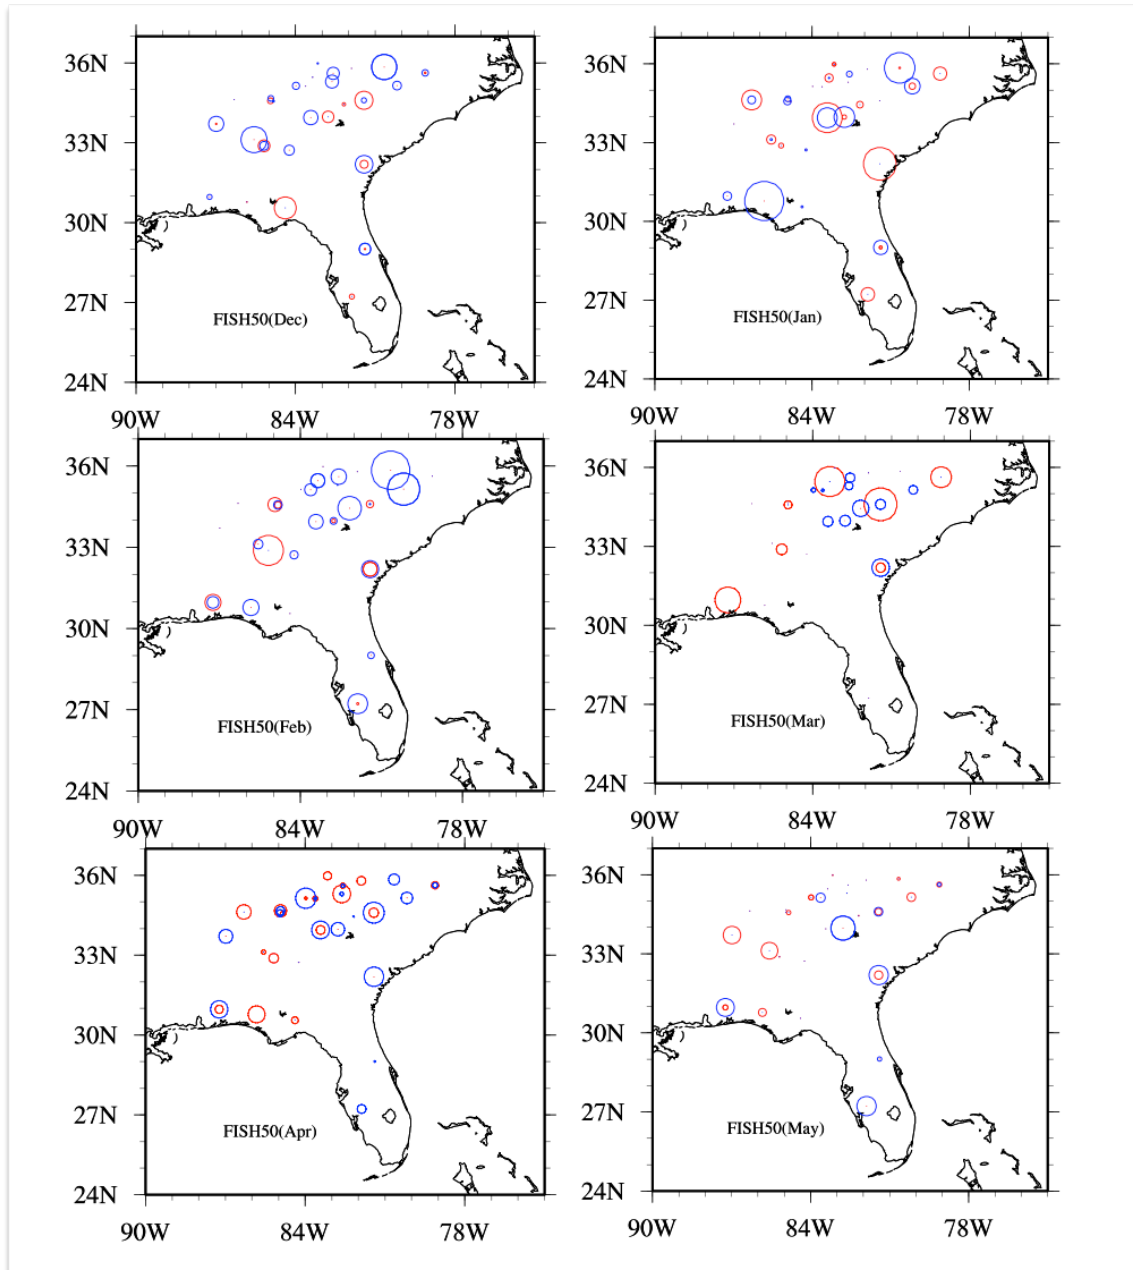 36N
33N
30N
27N
24N
FISH50(Dec)
90W
84W
78W
36N
33N
30N
27N
24N
FISH50(Jan)
90W
84W
78W
36N
33N
30N
27N
24N
FISH50(Feb)
90W
84W
78W
36N
33N
30N
27N
24N
FISH50(Mar)
90W
84W
78W
36N
33N
30N
27N
24N
FISH50(Apr)
90W
84W
78W
36N
33N
30N
27N
24N
FISH50(May)
90W
84W
78W